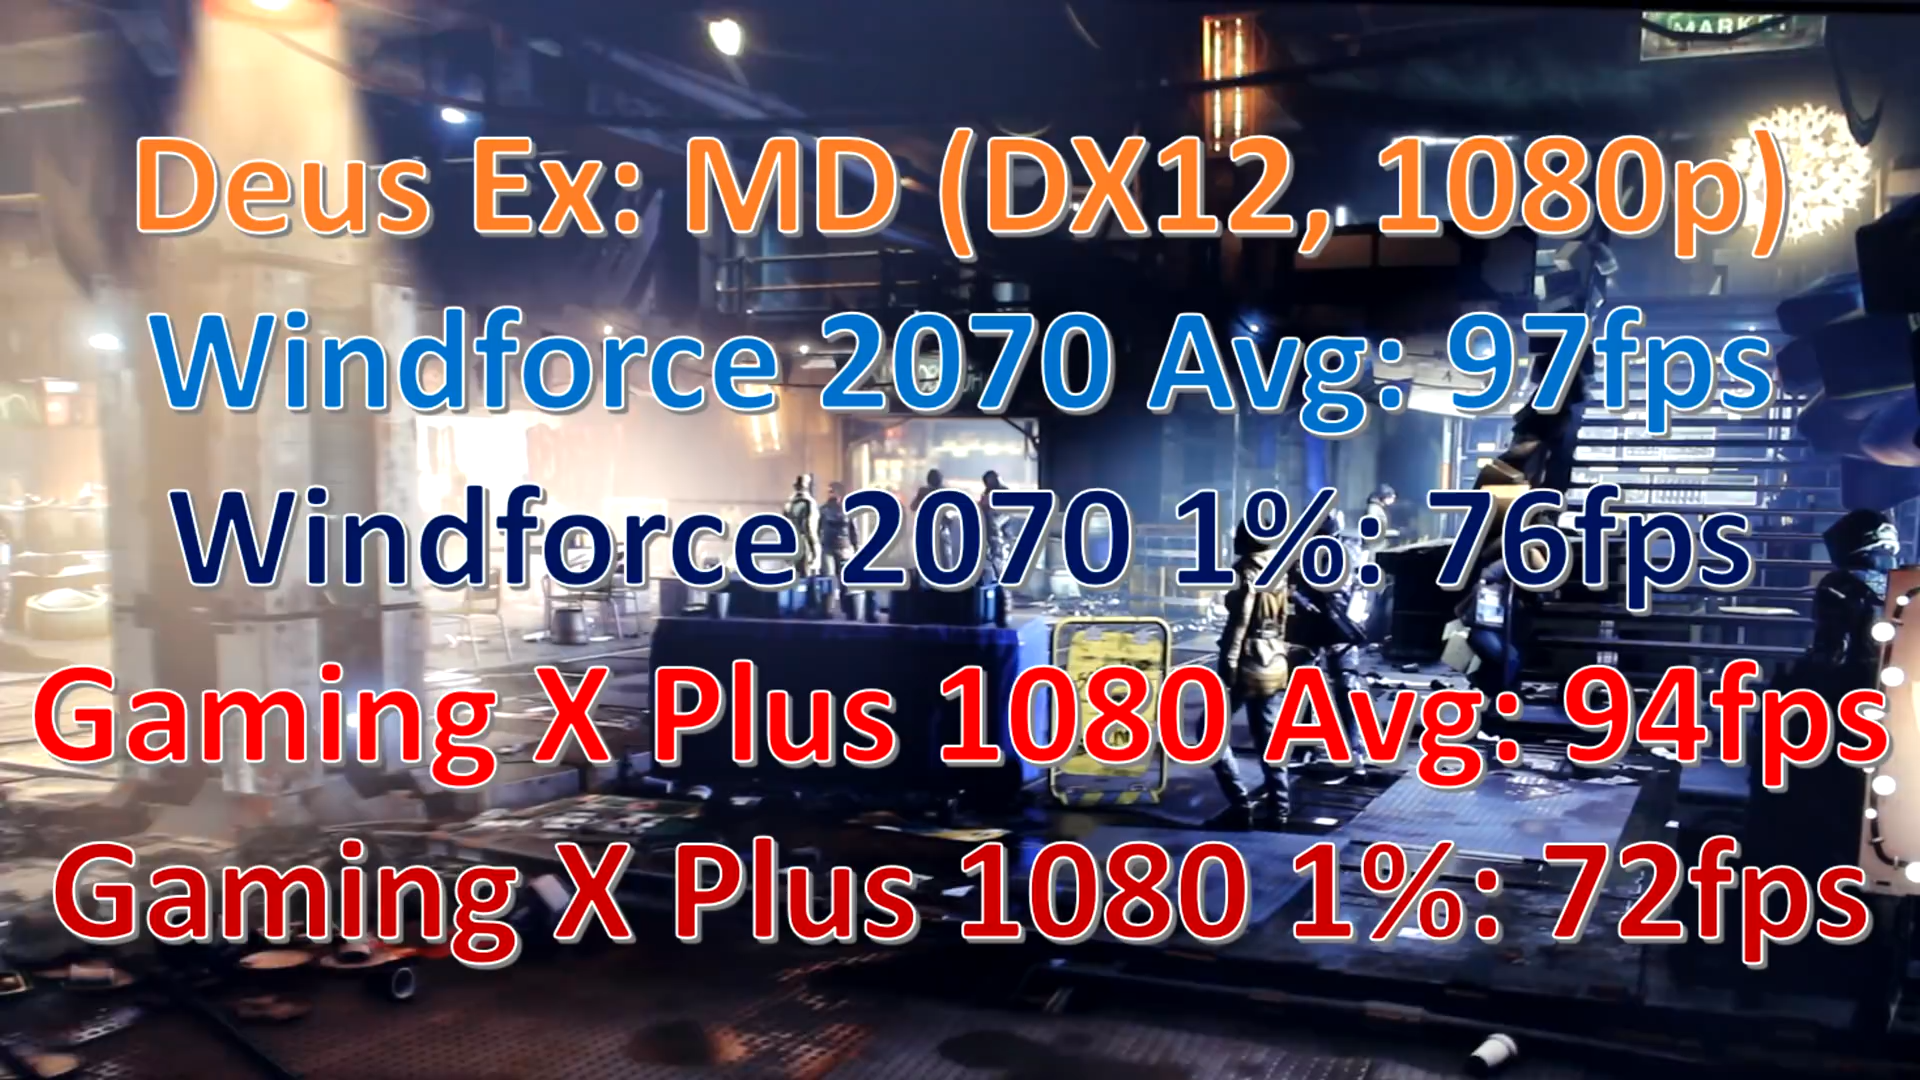 MARKET
Deus Ex: MD (DX12, 1080p)
Windforce 2070 Avg: 97fps
Windforce 2070 1%: 76fps
Gaming X Plus 1080 Avg: 94fps
Gaming X Plus 1080 1%: 72fps